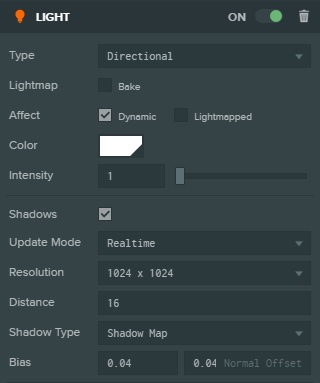 LIGHT ON
Type Directional
Lightmap Bake
Affect Dynamic Lightmapped
Color
Intensity 1
Shadows
Update Mode Realtime
Resolution 1024 x 1024
Distance 16
Shadow Type Shadow Map
Bias 0.04 0.04 Normal Offset